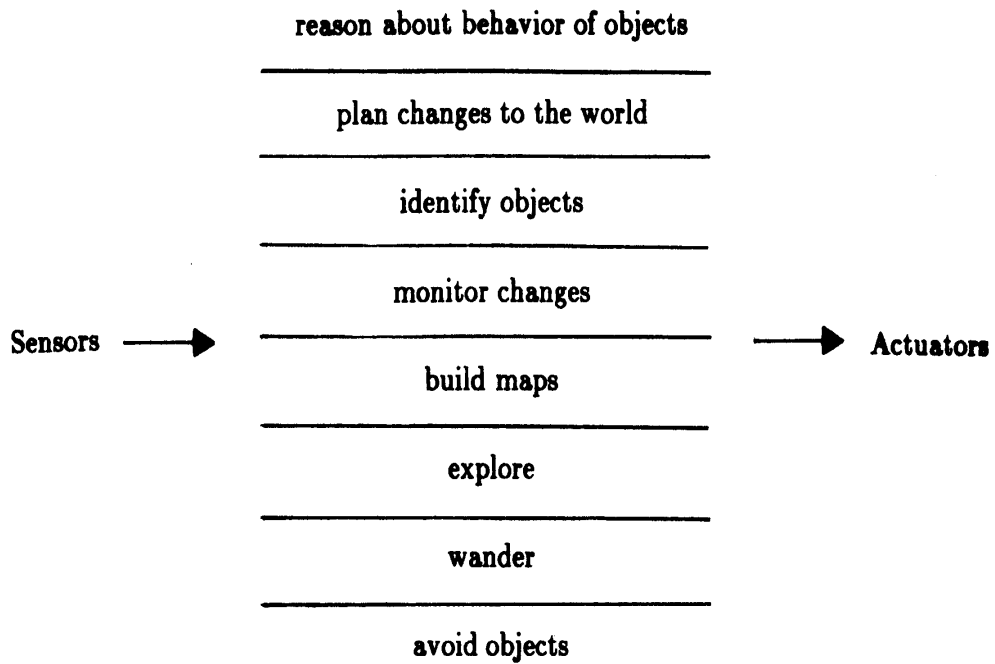 reason about behavior of objects
plan changes to the world
identify objects
monitor changes
Sensors
Actuators
build maps
explore
wander
avoid objects